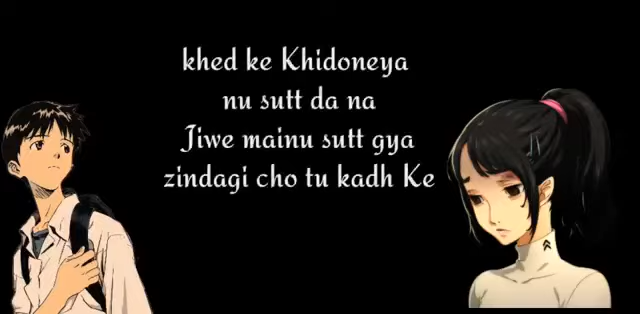 khed ke Khidoneya
nu sutt da na
Jiwe mainu sutt gya
zindagi cho tu kadh Ke